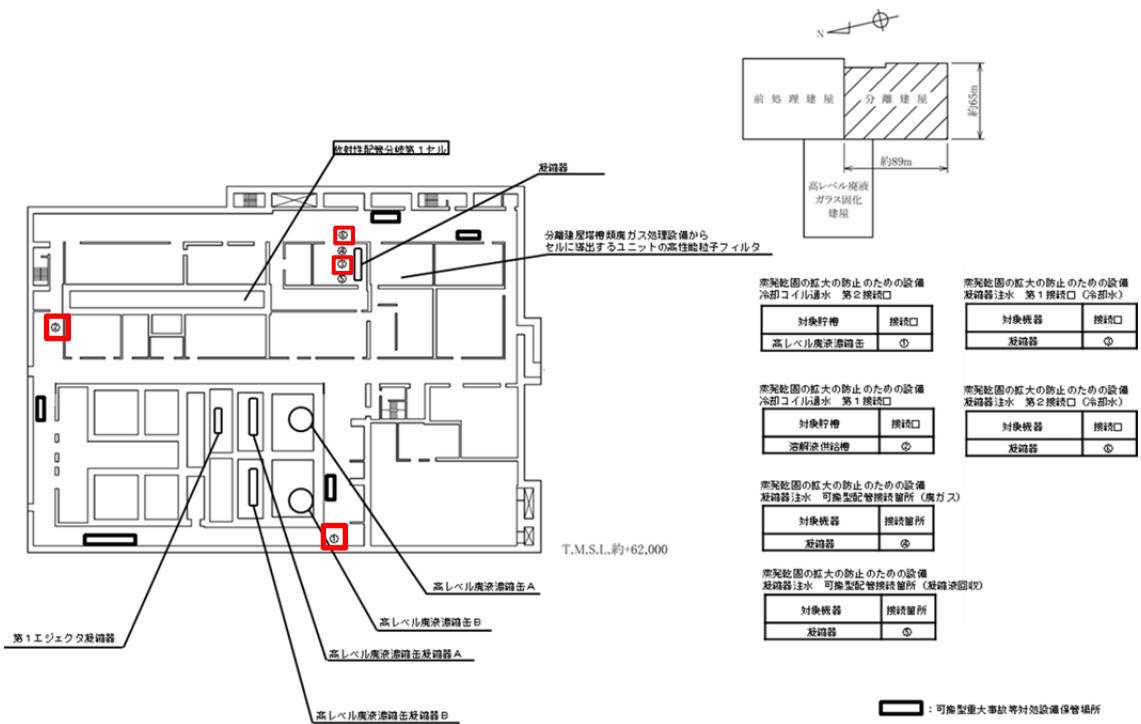 N
前処理建屋
分離建屋
約65m
約89m
高レベル廃液
ガラス固化
建屋
放射性配管分岐第1セル
凝縮器
分離建屋塔槽類廃ガス処理設備から
セルに導出するユニットの高性能粒子フィルタ
⑥
④
③
⑤
②
①
T.M.S.L.約+62,000
高レベル廃液濃縮缶A
高レベル廃液濃縮缶B
第1エジェクタ凝縮器
高レベル廃液濃縮缶凝縮器A
高レベル廃液濃縮缶凝縮器B
蒸発乾固の拡大の防止のための設備
冷却コイル通水 第2接続口
対象貯槽 接続口
高レベル廃液濃縮缶 ①
蒸発乾固の拡大の防止のための設備
凝縮器注水 第1接続口(冷却水)
対象機器 接続口
凝縮器 ③
蒸発乾固の拡大の防止のための設備
冷却コイル通水 第1接続口
対象貯槽 接続口
溶解液供給槽 ②
蒸発乾固の拡大の防止のための設備
凝縮器注水 第2接続口(冷却水)
対象機器 接続口
凝縮器 ⑥
蒸発乾固の拡大の防止のための設備
凝縮器注水 可搬型配管接続箇所(廃ガス)
対象機器 接続箇所
凝縮器 ④
蒸発乾固の拡大の防止のための設備
凝縮器注水 可搬型配管接続箇所(凝縮液回収)
対象機器 接続箇所
凝縮器 ⑤
:可搬型重大事故等対処設備保管場所